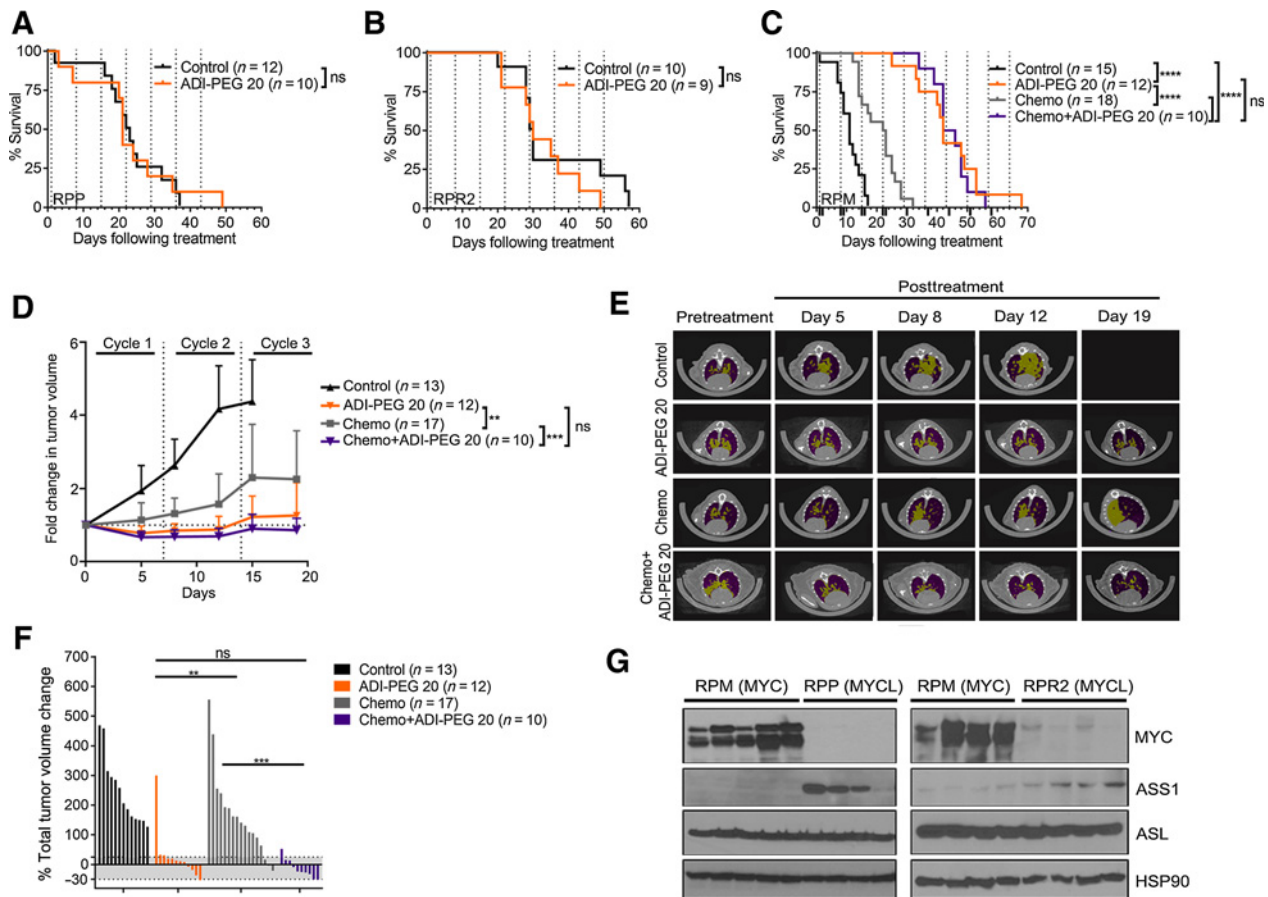 A
100
75
50
25
0
% Survival
Control (n = 12)
ADI-PEG 20 (n = 10)
ns
RPP
0 10 20 30 40 50 60
Days following treatment
B
100
75
50
25
0
% Survival
Control (n = 10)
ADI-PEG 20 (n = 9)
ns
RPR2
0 10 20 30 40 50 60
Days following treatment
C
100
75
50
25
0
% Survival
Control (n = 15)
ADI-PEG 20 (n = 12)
Chemo (n = 18)
Chemo+ADI-PEG 20 (n = 10)
****
****
****
ns
RPM
0 10 20 30 40 50 60 70
Days following treatment
D
Cycle 1 Cycle 2 Cycle 3
6
4
2
1
0
Fold change in tumor volume
0 5 10 15 20
Days
Control (n = 13)
ADI-PEG 20 (n = 12)
Chemo (n = 17)
Chemo+ADI-PEG 20 (n = 10)
**
***
ns
E
Posttreatment
Pretreatment Day 5 Day 8 Day 12 Day 19
Control
ADI-PEG 20
Chemo
Chemo+
ADI-PEG 20
F
700
600
500
400
300
200
100
0
−30
% Total tumor volume change
ns
**
***
Control (n = 13)
ADI-PEG 20 (n = 12)
Chemo (n = 17)
Chemo+ADI-PEG 20 (n = 10)
G
RPM (MYC) RPP (MYCL) RPM (MYC) RPR2 (MYCL)
MYC
ASS1
ASL
HSP90